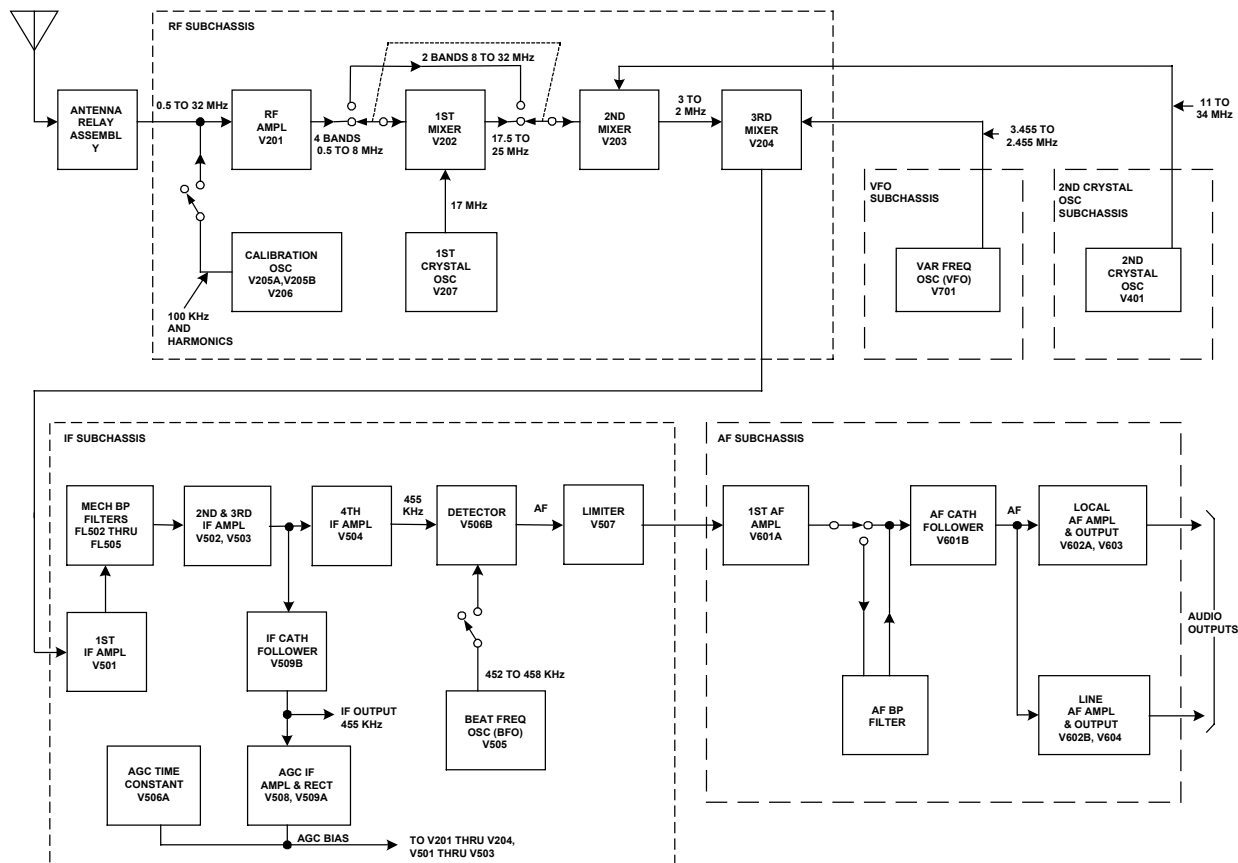 RF SUBCHASSIS
ANTENNA
RELAY
ASSEMBL
Y
0.5 TO 32 MHz
RF
AMPL
V201
4 BANDS
0.5 TO 8 MHz
2 BANDS 8 TO 32 MHz
1ST
MIXER
V202
17.5 TO
25 MHz
2ND
MIXER
V203
3 TO
2 MHz
3RD
MIXER
V204
3.455 TO
2.455 MHz
11 TO
34 MHz
17 MHz
CALIBRATION
OSC
V205A,V205B
V206
1ST
CRYSTAL
OSC
V207
100 KHz
AND
HARMONICS
VFO
SUBCHASSIS
VAR FREQ
OSC (VFO)
V701
2ND CRYSTAL
OSC
SUBCHASSIS
2ND
CRYSTAL
OSC
V401
IF SUBCHASSIS
MECH BP
FILTERS
FL502 THRU
FL505
2ND & 3RD
IF AMPL
V502, V503
4TH
IF AMPL
V504
455
KHz
DETECTOR
V506B
AF
LIMITER
V507
1ST
IF AMPL
V501
IF CATH
FOLLOWER
V509B
452 TO 458 KHz
IF OUTPUT
455 KHz
BEAT FREQ
OSC (BFO)
V505
AGC TIME
CONSTANT
V506A
AGC IF
AMPL & RECT
V508, V509A
AGC BIAS
TO V201 THRU V204,
V501 THRU V503
AF SUBCHASSIS
1ST AF
AMPL
V601A
AF CATH
FOLLOWER
V601B
AF
LOCAL
AF AMPL
& OUTPUT
V602A, V603
AF BP
FILTER
LINE
AF AMPL
& OUTPUT
V602B, V604
AUDIO
OUTPUTS